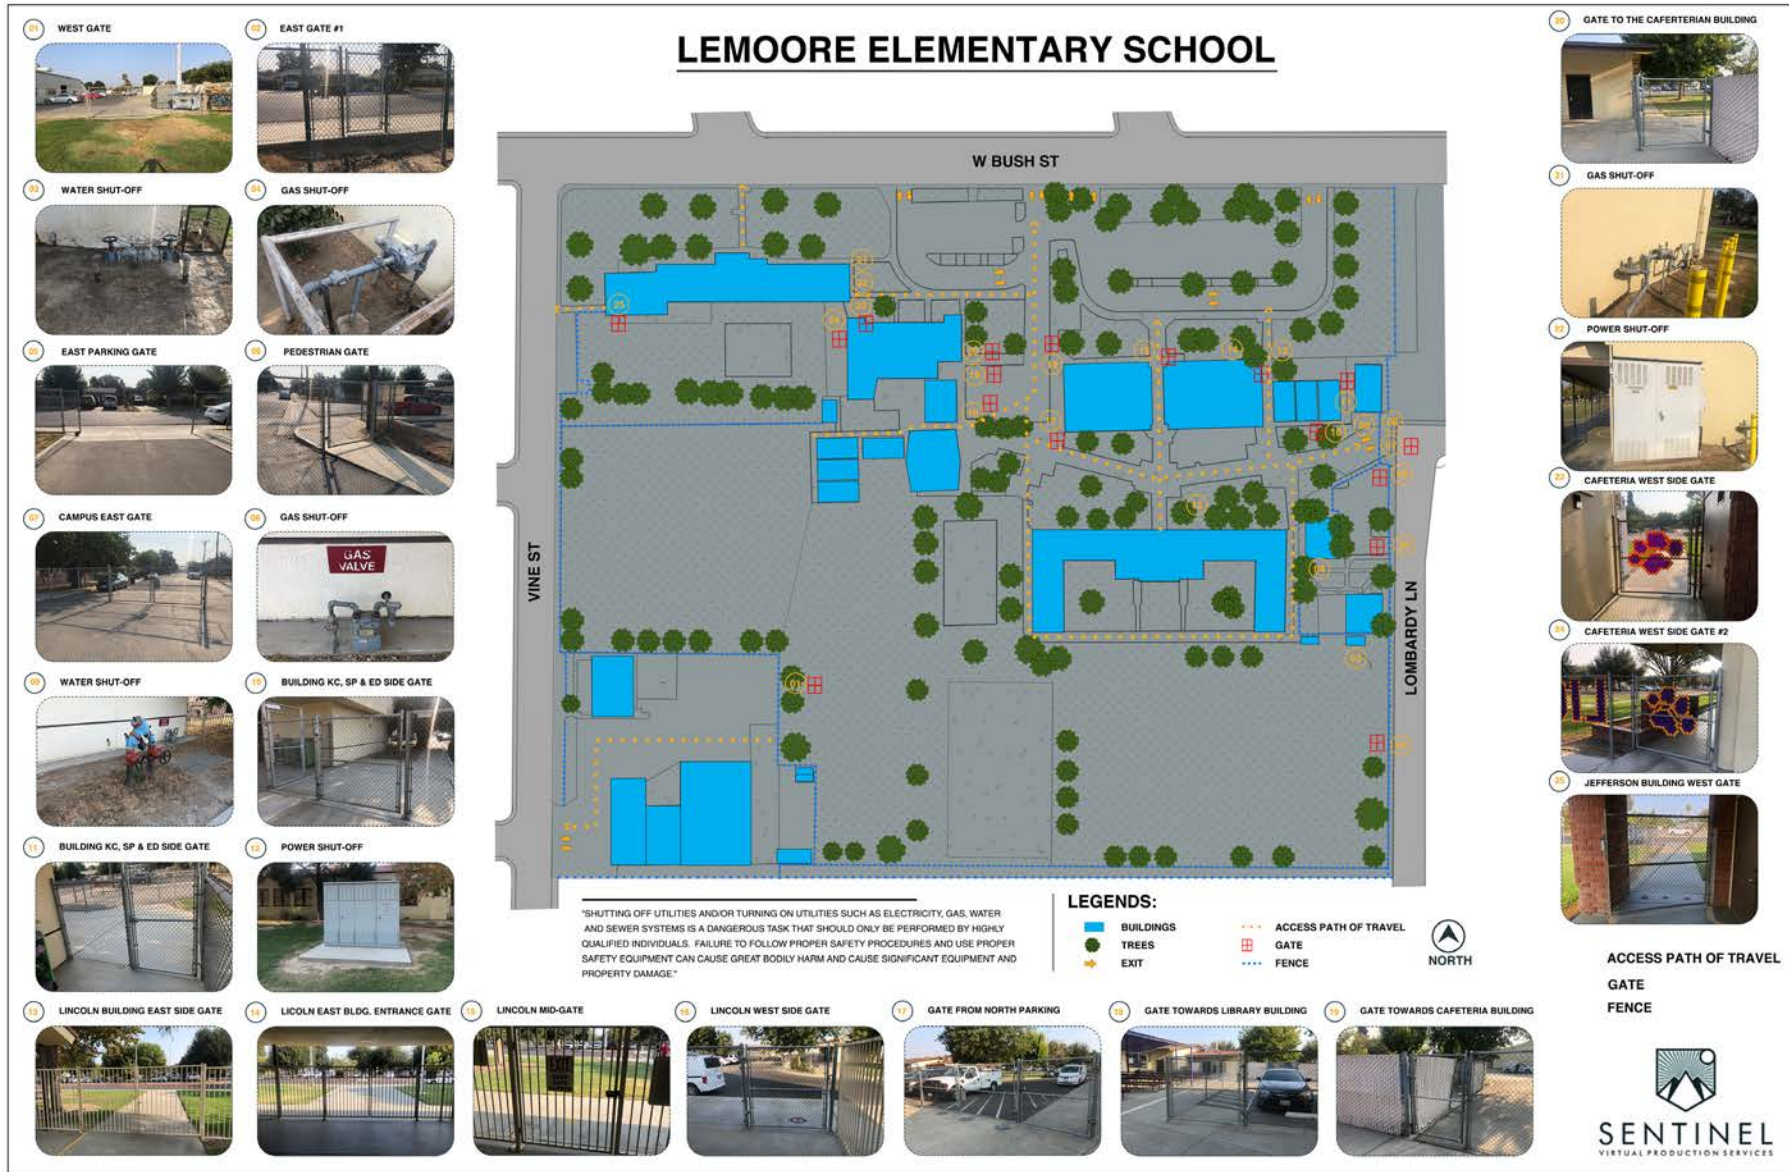 LEMOORE ELEMENTARY SCHOOL
01 WEST GATE
02 EAST GATE #1
03 WATER SHUT-OFF
04 GAS SHUT-OFF
05 EAST PARKING GATE
06 PEDESTRIAN GATE
07 CAMPUS EAST GATE
08 GAS SHUT-OFF
GAS
VALVE
09 WATER SHUT-OFF
10 BUILDING KC, SP & ED SIDE GATE
11 BUILDING KC, SP & ED SIDE GATE
12 POWER SHUT-OFF
13 LINCOLN BUILDING EAST SIDE GATE
14 LICOLN EAST BLDG. ENTRANCE GATE
15 LINCOLN MID-GATE
EXIT
16 LINCOLN WEST SIDE GATE
17 GATE FROM NORTH PARKING
18 GATE TOWARDS LIBRARY BUILDING
19 GATE TOWARDS CAFETERIA BUILDING
20 GATE TO THE CAFERTERIAN BUILDING
21 GAS SHUT-OFF
22 POWER SHUT-OFF
23 CAFETERIA WEST SIDE GATE
24 CAFETERIA WEST SIDE GATE #2
25 JEFFERSON BUILDING WEST GATE
W BUSH ST
VINE ST
LOMBARDY LN
25
01
"SHUTTING OFF UTILITIES AND/OR TURNING ON UTILITIES SUCH AS ELECTRICITY, GAS, WATER
AND SEWER SYSTEMS IS A DANGEROUS TASK THAT SHOULD ONLY BE PERFORMED BY HIGHLY
QUALIFIED INDIVIDUALS. FAILURE TO FOLLOW PROPER SAFETY PROCEDURES AND USE PROPER
SAFETY EQUIPMENT CAN CAUSE GREAT BODILY HARM AND CAUSE SIGNIFICANT EQUIPMENT AND
PROPERTY DAMAGE."
LEGENDS:
BUILDINGS
TREES
EXIT
ACCESS PATH OF TRAVEL
GATE
FENCE
NORTH
ACCESS PATH OF TRAVEL
GATE
FENCE
SENTINEL
VIRTUAL PRODUCTION SERVICES